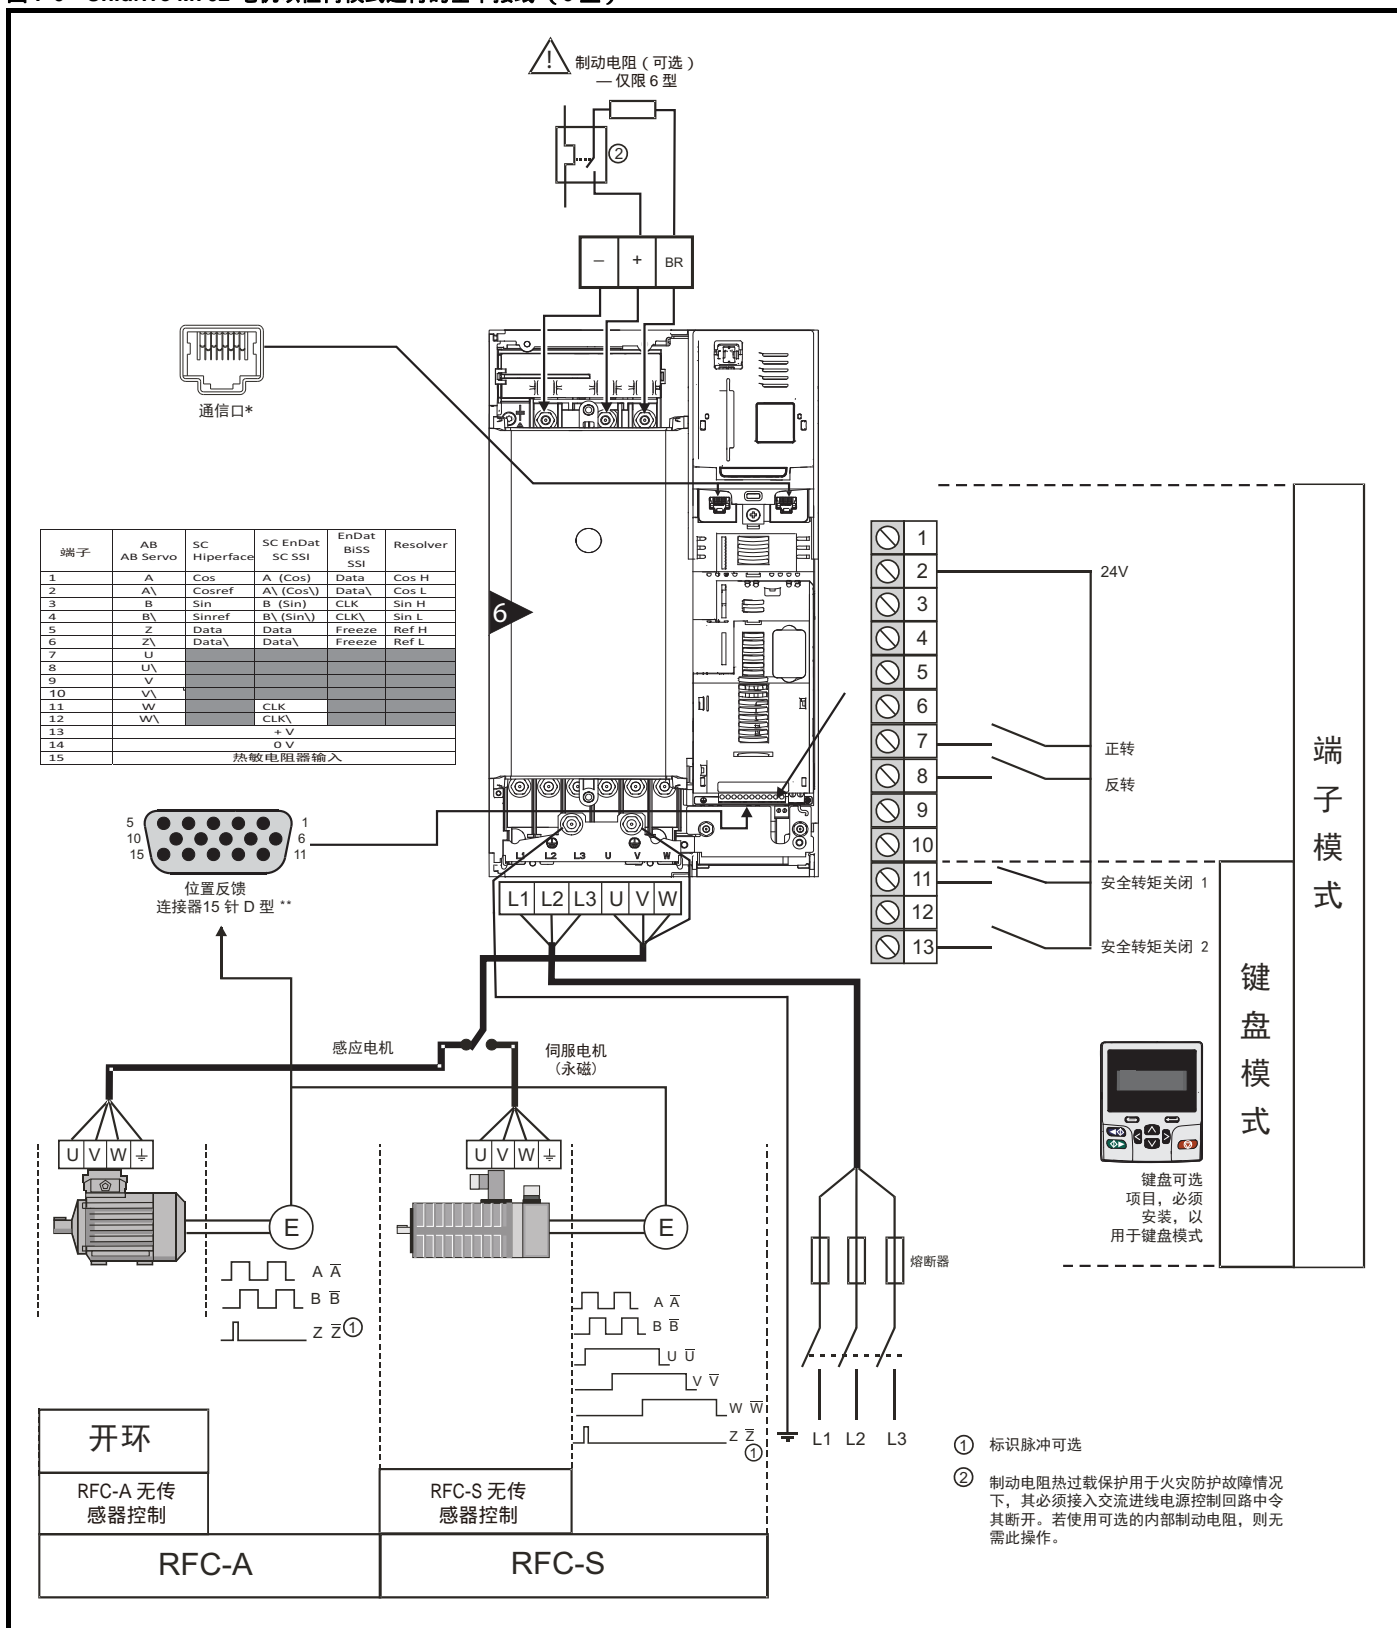 制动电阻（可选）
— 仅限 6 型
2
− + BR
通信口*
端子 AB AB Servo SC Hiperface SC EnDat SC SSI EnDat BiSS SSI Resolver
1 A Cos A (Cos) Data Cos H
2 A\ Cosref A\ (Cos\) Data\ Cos L
3 B Sin B (Sin) CLK Sin H
4 B\ Sinref B\ (Sin\) CLK\ Sin L
5 Z Data Data Freeze Ref H
6 Z\ Data\ Data\ Freeze Ref L
7 U
8 U\
9 V
10 V\
11 W CLK
12 W\ CLK\
13 + V
14 0 V
15 热敏电阻器输入
6
1
2 24V
3
4
5
6
7 正转
8 反转
9
10
11 安全转矩关闭 1
12
13 安全转矩关闭 2
端子模式
键盘模式
5 1
10 6
15 11
位置反馈
连接器15 针 D 型 **
L1 L2 L3 U V W
L1 L2 L3 U V W
感应电机
伺服电机
（永磁）
U V W
E
U V W
E
键盘可选
项目，必须
安装，以
用于键盘模式
熔断器
A A̅
B B̅
Z Z̅ 1
A A̅
B B̅
U U̅
V V̅
W W̅
Z Z̅
1
L1 L2 L3
开环
RFC-A 无传
感器控制
RFC-S 无传
感器控制
RFC-A
RFC-S
① 标识脉冲可选
② 制动电阻热过载保护用于火灾防护故障情况
下，其必须接入交流进线电源控制回路中令
其断开。若使用可选的内部制动电阻，则无
需此操作。